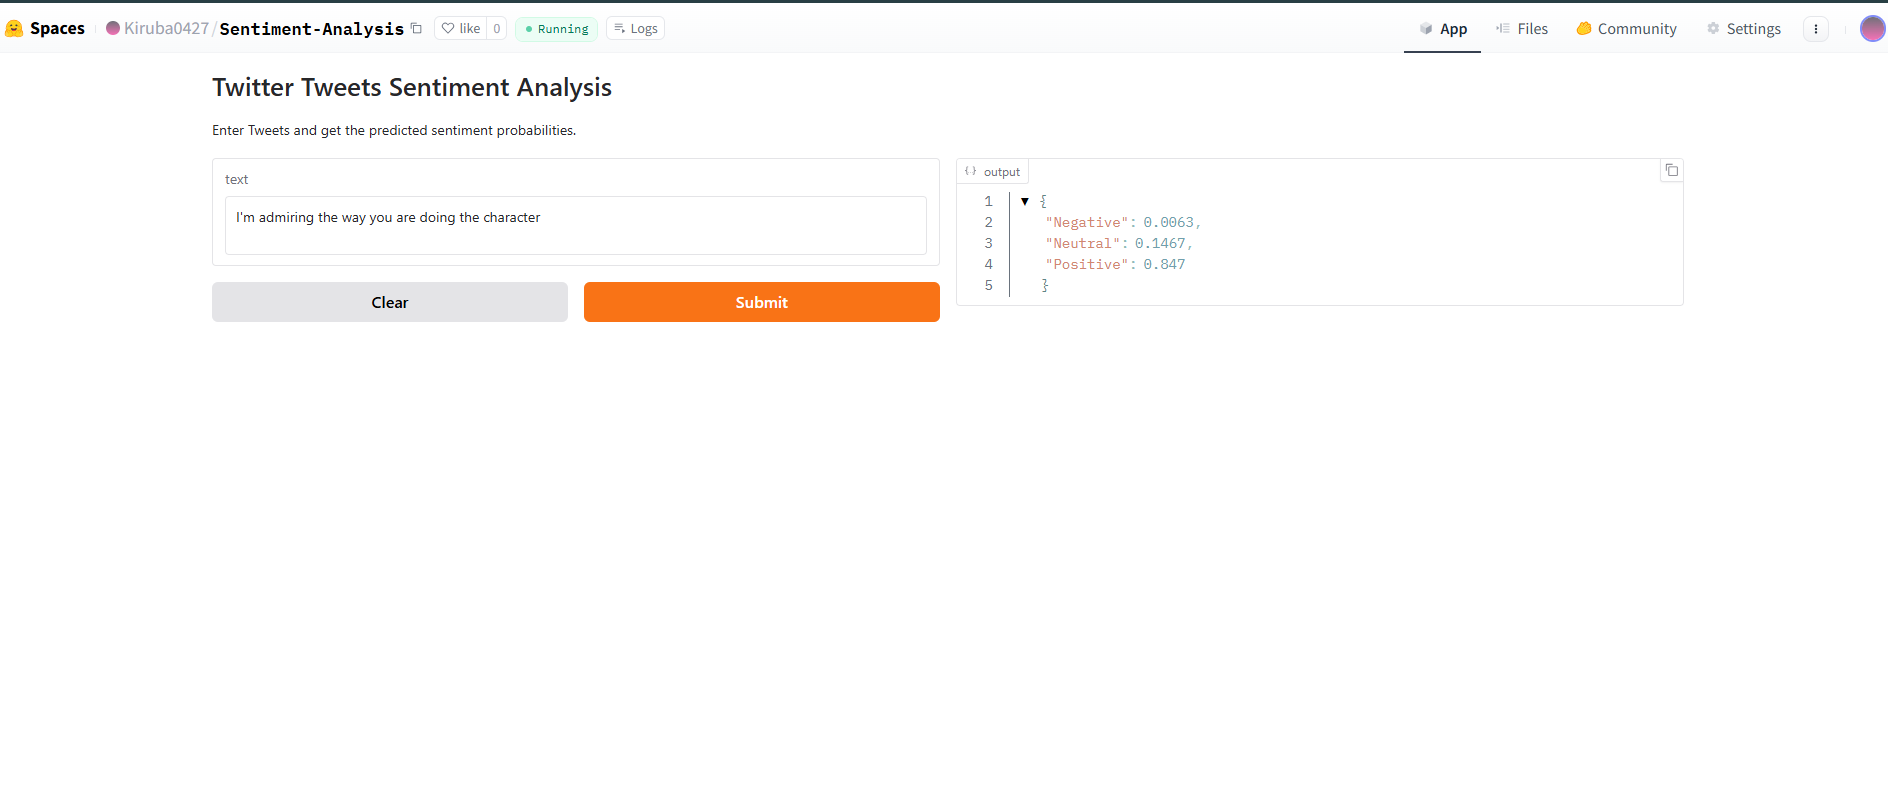 Spaces Kiruba0427/Sentiment-Analysis like 0 Running Logs App Files Community Settings
Twitter Tweets Sentiment Analysis
Enter Tweets and get the predicted sentiment probabilities.
text
I'm admiring the way you are doing the character
Clear Submit
{·} output
1 ▼ {
2 "Negative": 0.0063,
3 "Neutral": 0.1467,
4 "Positive": 0.847
5 }